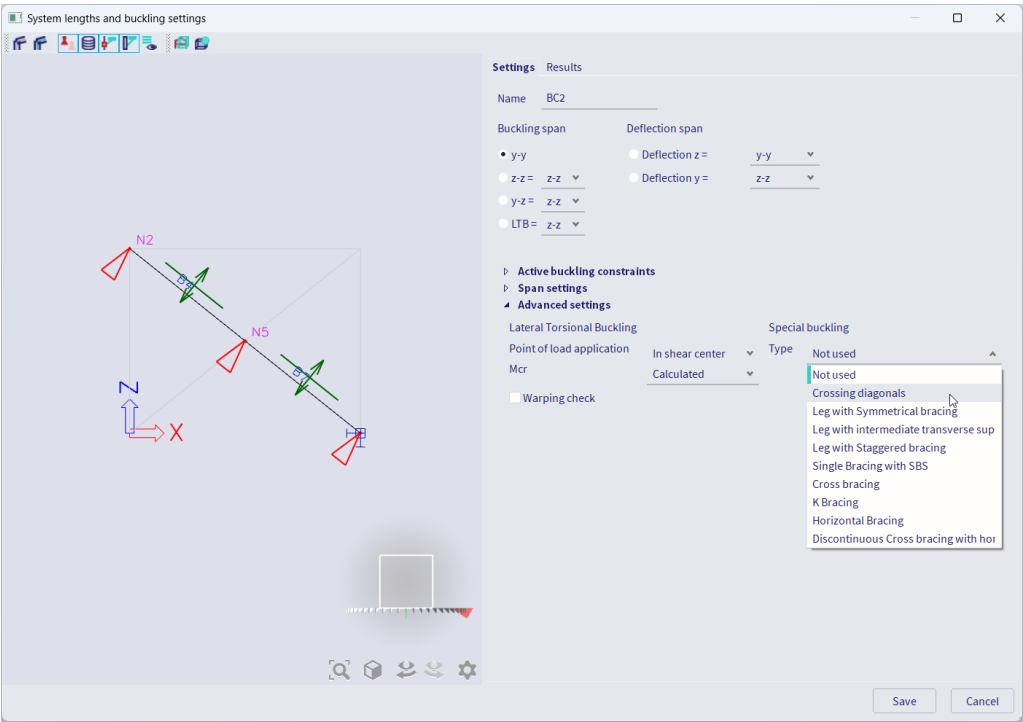 System lengths and buckling settings
Settings Results
Name BC2
Buckling span Deflection span
y-y Deflection z = y-y
z-z = z-z Deflection y = z-z
y-z = z-z
LTB = z-z
Active buckling constraints
Span settings
Advanced settings
Lateral Torsional Buckling Special buckling
Point of load application In shear center Type Not used
Mcr Calculated
Warping check
Not used
Crossing diagonals
Leg with Symmetrical bracing
Leg with intermediate transverse sup
Leg with Staggered bracing
Single Bracing with SBS
Cross bracing
K Bracing
Horizontal Bracing
Discontinuous Cross bracing with hor
N2
N5
Z
X
Save Cancel